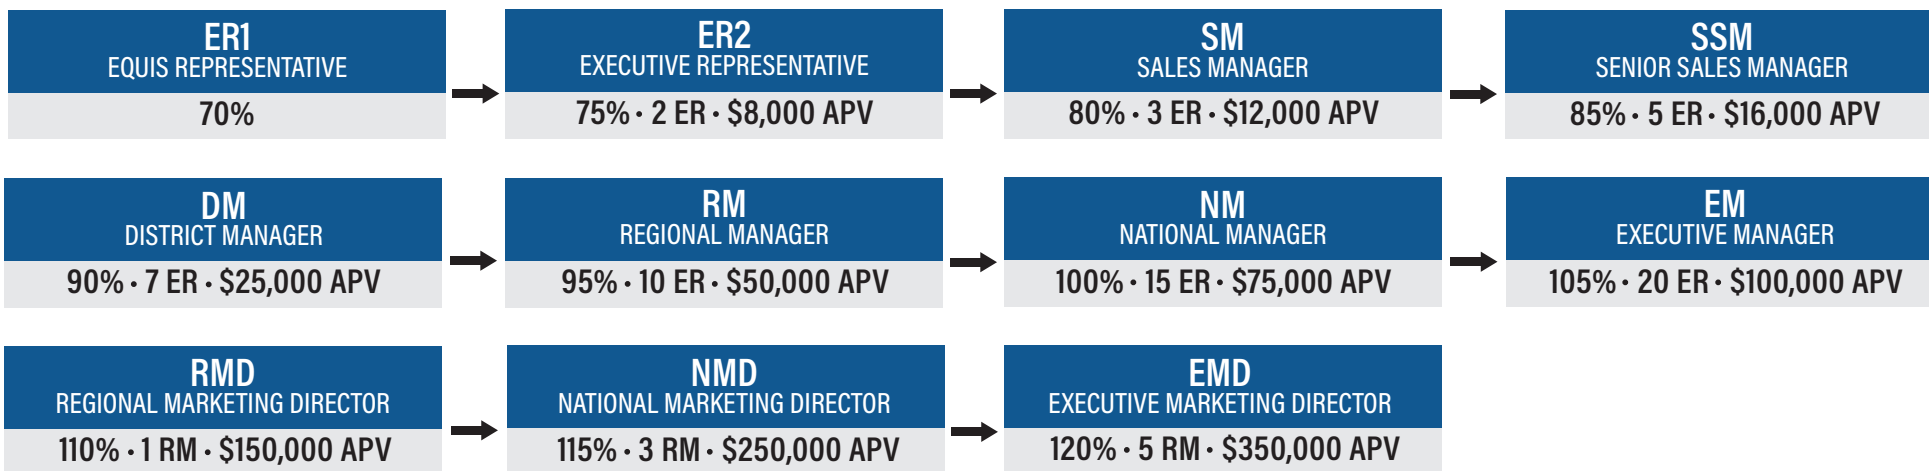 ER1
EQUIS REPRESENTATIVE
70%
ER2
EXECUTIVE REPRESENTATIVE
75% · 2 ER · $8,000 APV
SM
SALES MANAGER
80% · 3 ER · $12,000 APV
SSM
SENIOR SALES MANAGER
85% · 5 ER · $16,000 APV
DM
DISTRICT MANAGER
90% · 7 ER · $25,000 APV
RM
REGIONAL MANAGER
95% · 10 ER · $50,000 APV
NM
NATIONAL MANAGER
100% · 15 ER · $75,000 APV
EM
EXECUTIVE MANAGER
105% · 20 ER · $100,000 APV
RMD
REGIONAL MARKETING DIRECTOR
110% · 1 RM · $150,000 APV
NMD
NATIONAL MARKETING DIRECTOR
115% · 3 RM · $250,000 APV
EMD
EXECUTIVE MARKETING DIRECTOR
120% · 5 RM · $350,000 APV